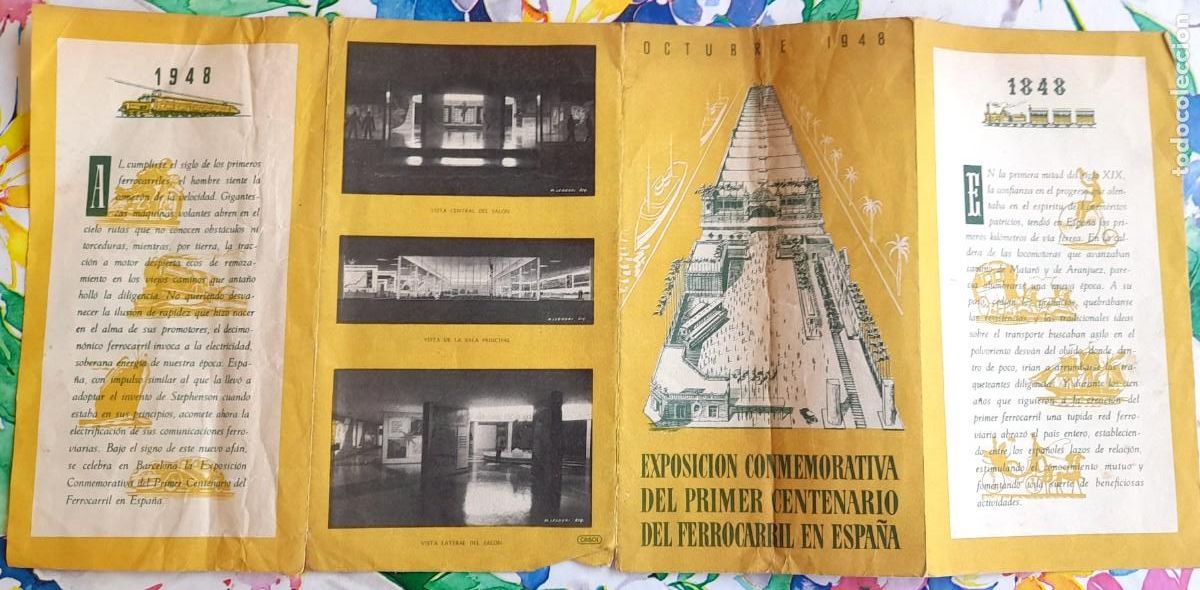 1948
AL cumplirse el siglo de los primeros
ferrocarriles, el hombre siente la
comezón de la velocidad. Gigantes-
cas máquinas volantes abren en el
cielo rutas que no conocen obstáculos ni
torceduras, mientras, por tierra, la trac-
ción a motor despierta ecos de remoza-
miento en los viejos caminos que antaño
holló la diligencia. No queriendo desva-
necer la ilusión de rapidez que hizo nacer
en el alma de sus promotores, el decimo-
nónico ferrocarril invoca a la electricidad,
soberana energía de nuestra época. Espa-
ña, con impulso similar al que la llevó a
adoptar el invento de Stephenson cuando
estaba en sus principios, acomete ahora la
electrificación de sus comunicaciones ferro-
viarias. Bajo el signo de este nuevo afán,
se celebra en Barcelona la Exposición
Conmemorativa del Primer Centenario del
Ferrocarril en España.
VISTA CENTRAL DEL SALON
VISTA DE LA SALA PRINCIPAL
VISTA LATERAL DEL SALON
OCTUBRE 1948
EXPOSICION CONMEMORATIVA
DEL PRIMER CENTENARIO
DEL FERROCARRIL EN ESPAÑA
1848
EN la primera mitad del siglo XIX,
la confianza en el progreso que alen-
taba en el espíritu de beneméritos
patricios, tendió en España los pri-
meros kilómetros de vía férrea. En la cal-
dera de las locomotoras que avanzaban
camino de Mataró y de Aranjuez, pare-
cía alumbrarse una nueva época. A su
paso cedían las distancias, quebrábanse
las resistencias, y las tradicionales ideas
sobre el transporte buscaban asilo en el
polvoriento desván del olvido, donde, den-
tro de poco, irían a arrumbarse las tra-
queteantes diligencias. Y durante los cien
años que siguieron a la creación del
primer ferrocarril una tupida red ferro-
viaria abrazó el país entero, establecien-
do entre los españoles lazos de relación,
estimulando el conocimiento mutuo y
fomentando toda suerte de beneficiosas
actividades.
todocoleccion